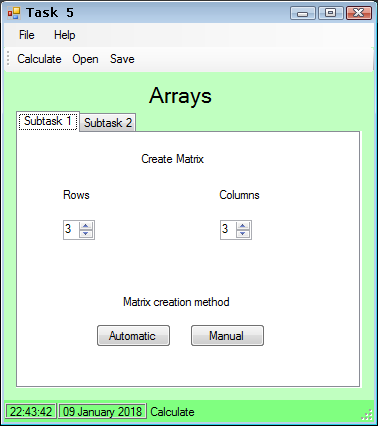 Task 5
File Help
Calculate Open Save
Arrays
Subtask 1 Subtask 2
Create Matrix
Rows Columns
3 3
Matrix creation method
Automatic Manual
22:43:42 09 January 2018 Calculate